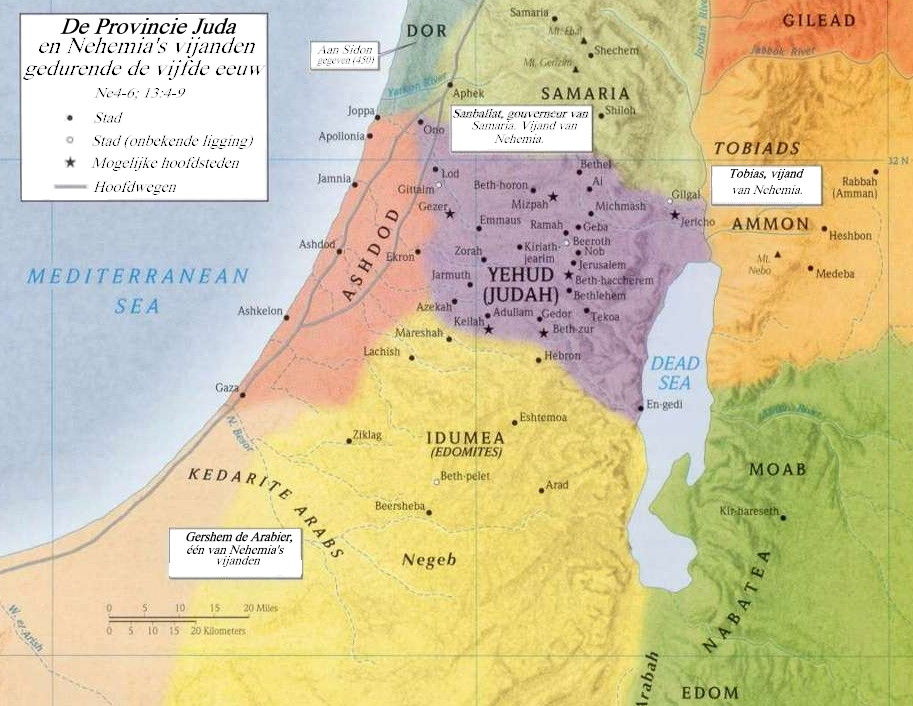 De Provincie Juda
en Nehemia's vijanden
gedurende de vijfde eeuw
Ne4-6; 13:4-9
Stad
Stad (onbekende ligging)
Mogelijke hoofdsteden
Hoofdwegen
DOR
Aan Sidon
gegeven (450)
Yarkon River
Samaria
Mt. Ebal
Shechem
Mt. Gerizim
SAMARIA
Shiloh
Jordan River
GILEAD
Jabbok River
Aphek
Joppa
Ono
Apollonia
Sanballat, gouverneur van
Samaria. Vijand van
Nehemia.
TOBIADS
Tobias, vijand
van Nehemia.
32 N
Rabbah
(Amman)
AMMON
Heshbon
Mt.
Nebo
Medeba
Jamnia
Lod
Gittaim
Gezer
Beth-horon
Mizpah
Bethel
Ai
Michmash
Gilgal
Jericho
Emmaus
Ramah
Geba
Beeroth
Kiriath-
jearim
Nob
Jerusalem
Beth-haccherem
Bethlehem
Zorah
Jarmuth
YEHUD
(JUDAH)
Ashdod
ASHDOD
Ekron
Azekah
Keilah
Adullam
Gedor
Beth-zur
Tekoa
MEDITERRANEAN
SEA
Ashkelon
Mareshah
Lachish
Hebron
DEAD
SEA
En-gedi
Gaza
N. Besor
Ziklag
Eshtemoa
IDUMEA
(EDOMITES)
Beth-pelet
Arad
Beersheba
KEDARITE ARABS
Gershem de Arabier,
één van Nehemia's
vijanden
Negeb
MOAB
Kir-hareseth
NABATEA
Arabah
EDOM
W. el-Arish
0 5 10 15 20 Miles
0 5 10 15 20 Kilometers